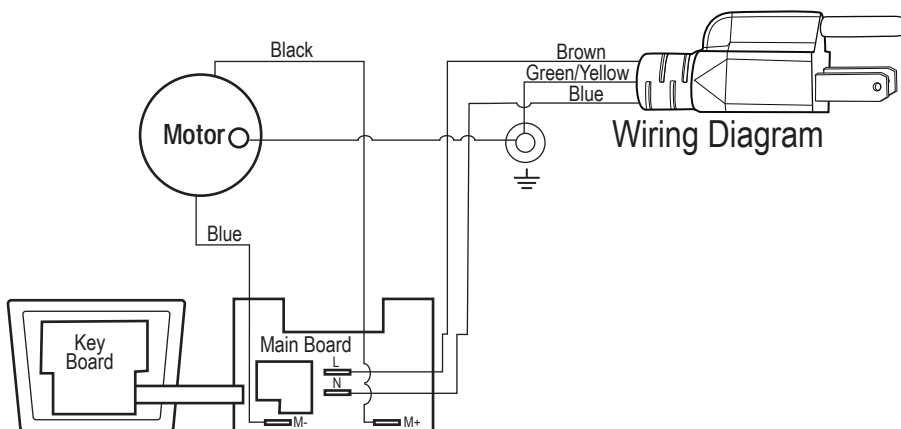 Black
Brown
Green/Yellow
Blue
Motor
Wiring Diagram
Blue
Key
Board
Main Board
L
N
M-
M+